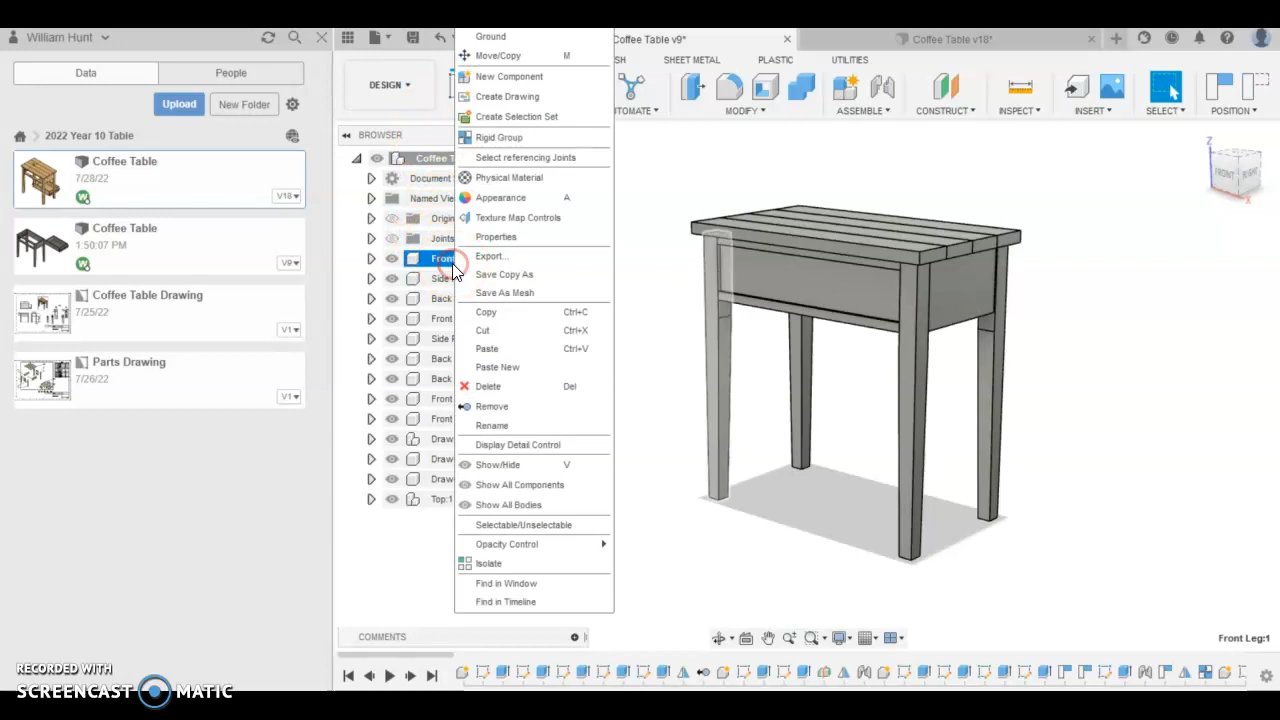 William Hunt
Data People
Upload New Folder
2022 Year 10 Table
Coffee Table
7/28/22
V18
Coffee Table
1:50:07 PM
V9
Coffee Table Drawing
7/25/22
V1
Parts Drawing
7/26/22
V1
Coffee Table v9*
Coffee Table v18*
SHEET METAL PLASTIC UTILITIES
DESIGN
MODIFY ASSEMBLE CONSTRUCT INSPECT INSERT SELECT POSITION
BROWSER
Coffee T
Document
Named Vie
Origin
Joints
Front
Side
Back
Front
Side
Back
Back
Front
Front
Draw
Draw
Draw
Top:1
Ground
Move/Copy M
New Component
Create Drawing
Create Selection Set
Rigid Group
Select referencing Joints
Physical Material
Appearance A
Texture Map Controls
Properties
Export...
Save Copy As
Save As Mesh
Copy Ctrl+C
Cut Ctrl+X
Paste Ctrl+V
Paste New
Delete Del
Remove
Rename
Display Detail Control
Show/Hide V
Show All Components
Show All Bodies
Selectable/Unselectable
Opacity Control
Isolate
Find in Window
Find in Timeline
Z
FRONT RIGHT
X
COMMENTS
Front Leg:1
RECORDED WITH
SCREENCAST MATIC